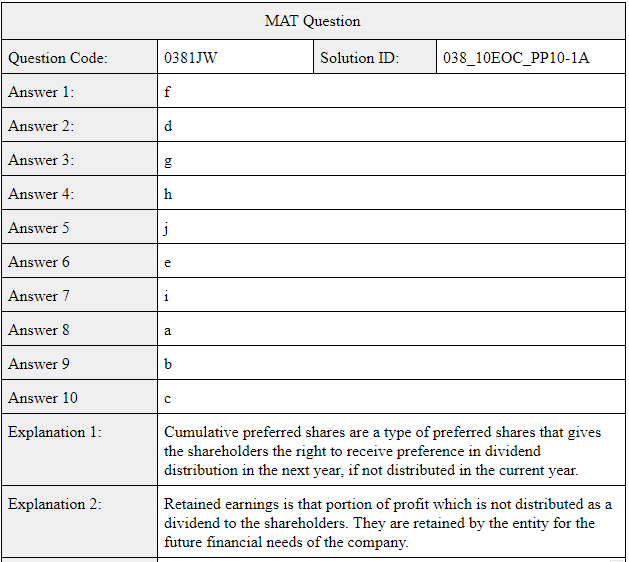 MAT Question
Question Code: 0381JW Solution ID: 038_10EOC_PP10-1A
Answer 1: f
Answer 2: d
Answer 3: g
Answer 4: h
Answer 5 j
Answer 6 e
Answer 7 i
Answer 8 a
Answer 9 b
Answer 10 c
Explanation 1: Cumulative preferred shares are a type of preferred shares that gives
the shareholders the right to receive preference in dividend
distribution in the next year, if not distributed in the current year.
Explanation 2: Retained earnings is that portion of profit which is not distributed as a
dividend to the shareholders. They are retained by the entity for the
future financial needs of the company.